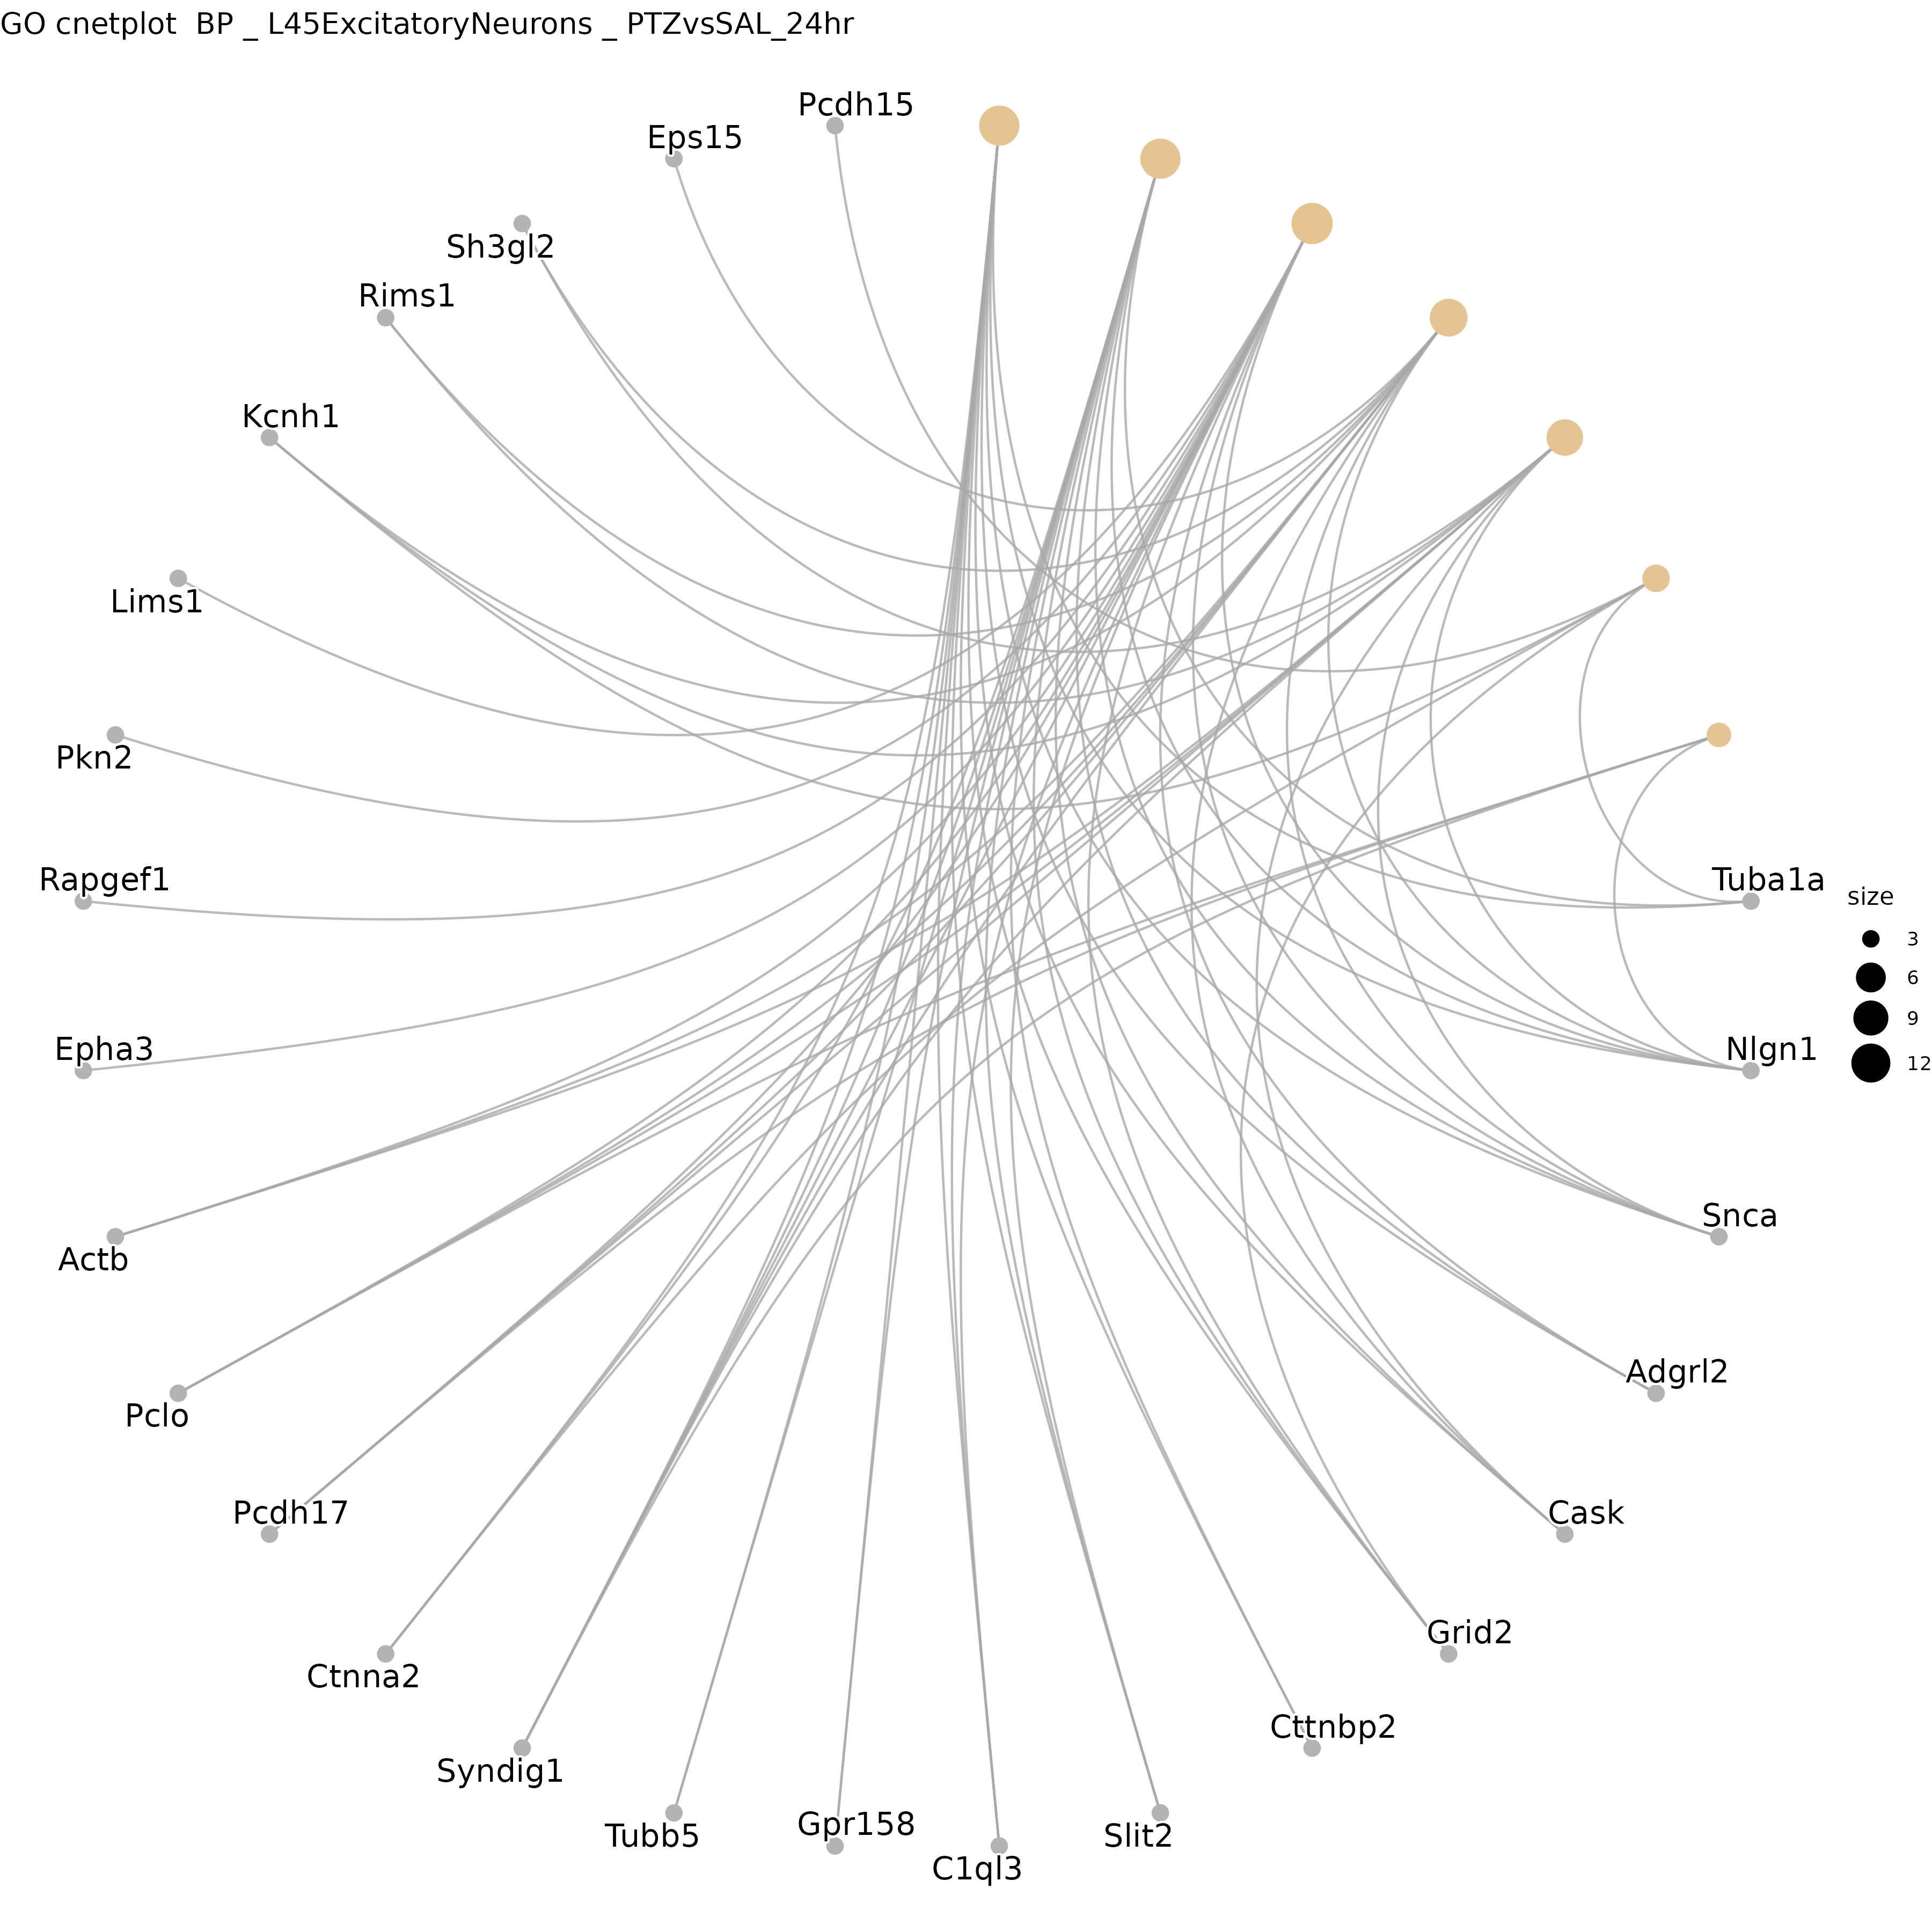 GO cnetplot  BP _ L45ExcitatoryNeurons _ PTZvsSAL_24hr
Pcdh15
Eps15
Sh3gl2
Rims1
Kcnh1
Lims1
Pkn2
Rapgef1
Tuba1a
size
3
6
9
12
Epha3
Nlgn1
Snca
Actb
Adgrl2
Pclo
Pcdh17
Cask
Grid2
Ctnna2
Cttnbp2
Syndig1
Gpr158
Tubb5
Slit2
C1ql3